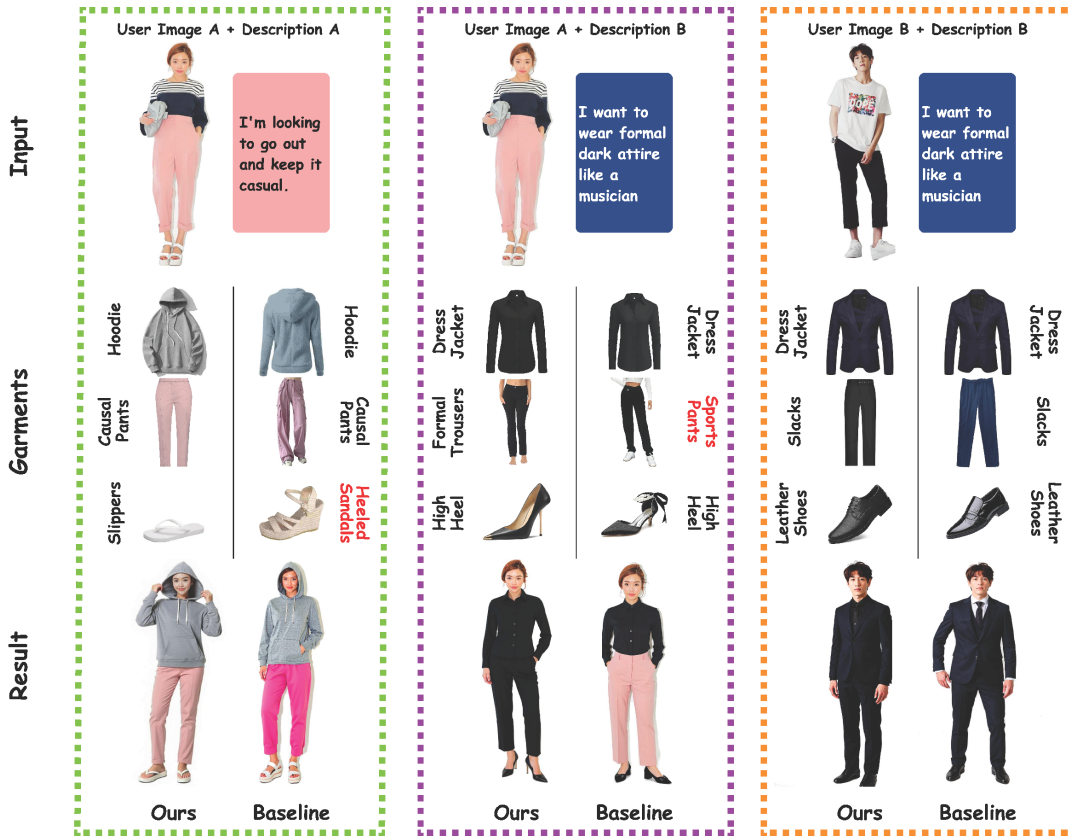 User Image A + Description A
User Image A + Description B
User Image B + Description B
Input
I'm looking
to go out
and keep it
casual.
I want to
wear formal
dark attire
like a
musician
DOPE
I want to
wear formal
dark attire
like a
musician
Garments
Hoodie
Hoodie
Dress
Jacket
Dress
Jacket
Dress
Jacket
Dress
Jacket
Causal
Pants
Causal
Pants
Formal
Trousers
Sports
Pants
Slacks
Slacks
Slippers
Heeled
Sandals
High
Heel
High
Heel
Leather
Shoes
Leather
Shoes
Result
Ours
Baseline
Ours
Baseline
Ours
Baseline